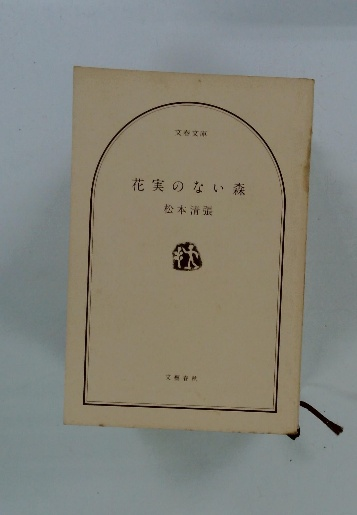 文春文庫
花実のない森
松本清張
文藝春秋